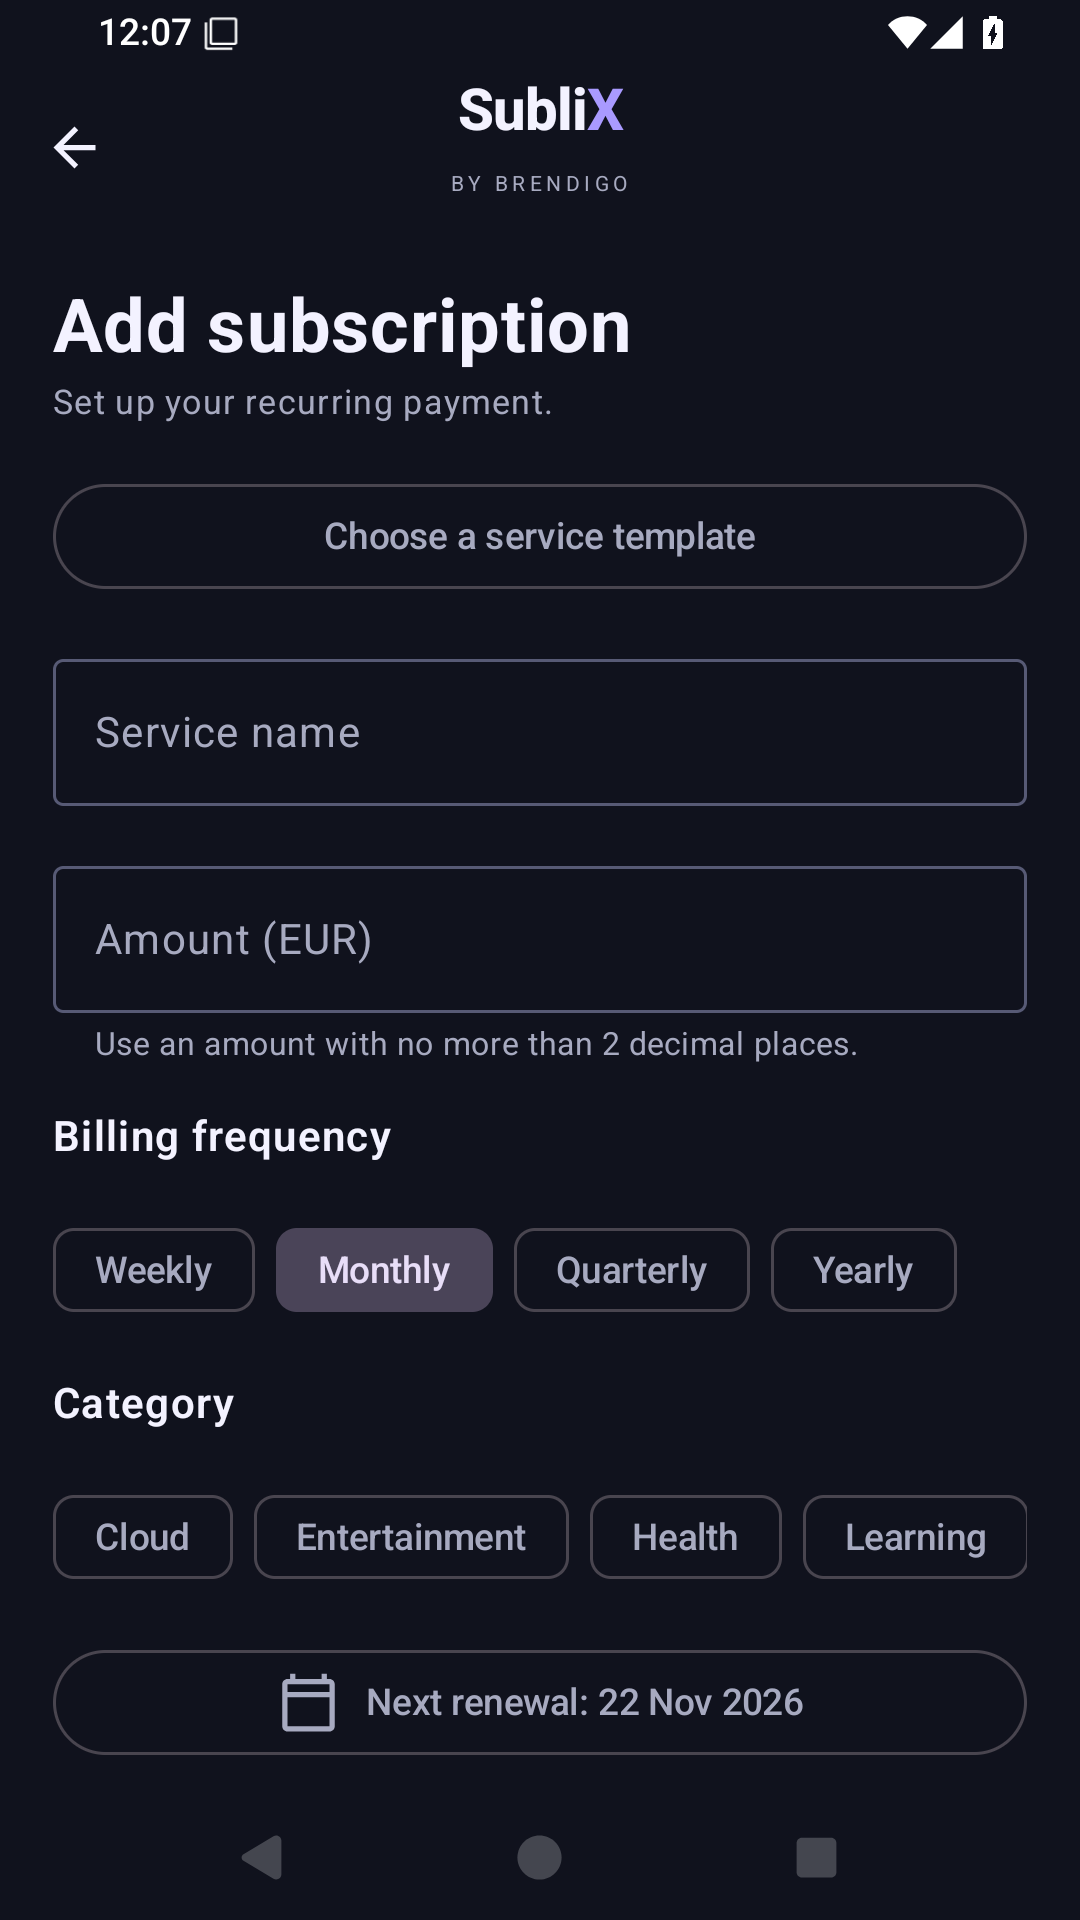 12:07
SubliX
BY BRENDIGO
Add subscription
Set up your recurring payment.
Choose a service template
Service name
Amount (EUR)
Use an amount with no more than 2 decimal places.
Billing frequency
Weekly Monthly Quarterly Yearly
Category
Cloud Entertainment Health Learning
Next renewal: 22 Nov 2026